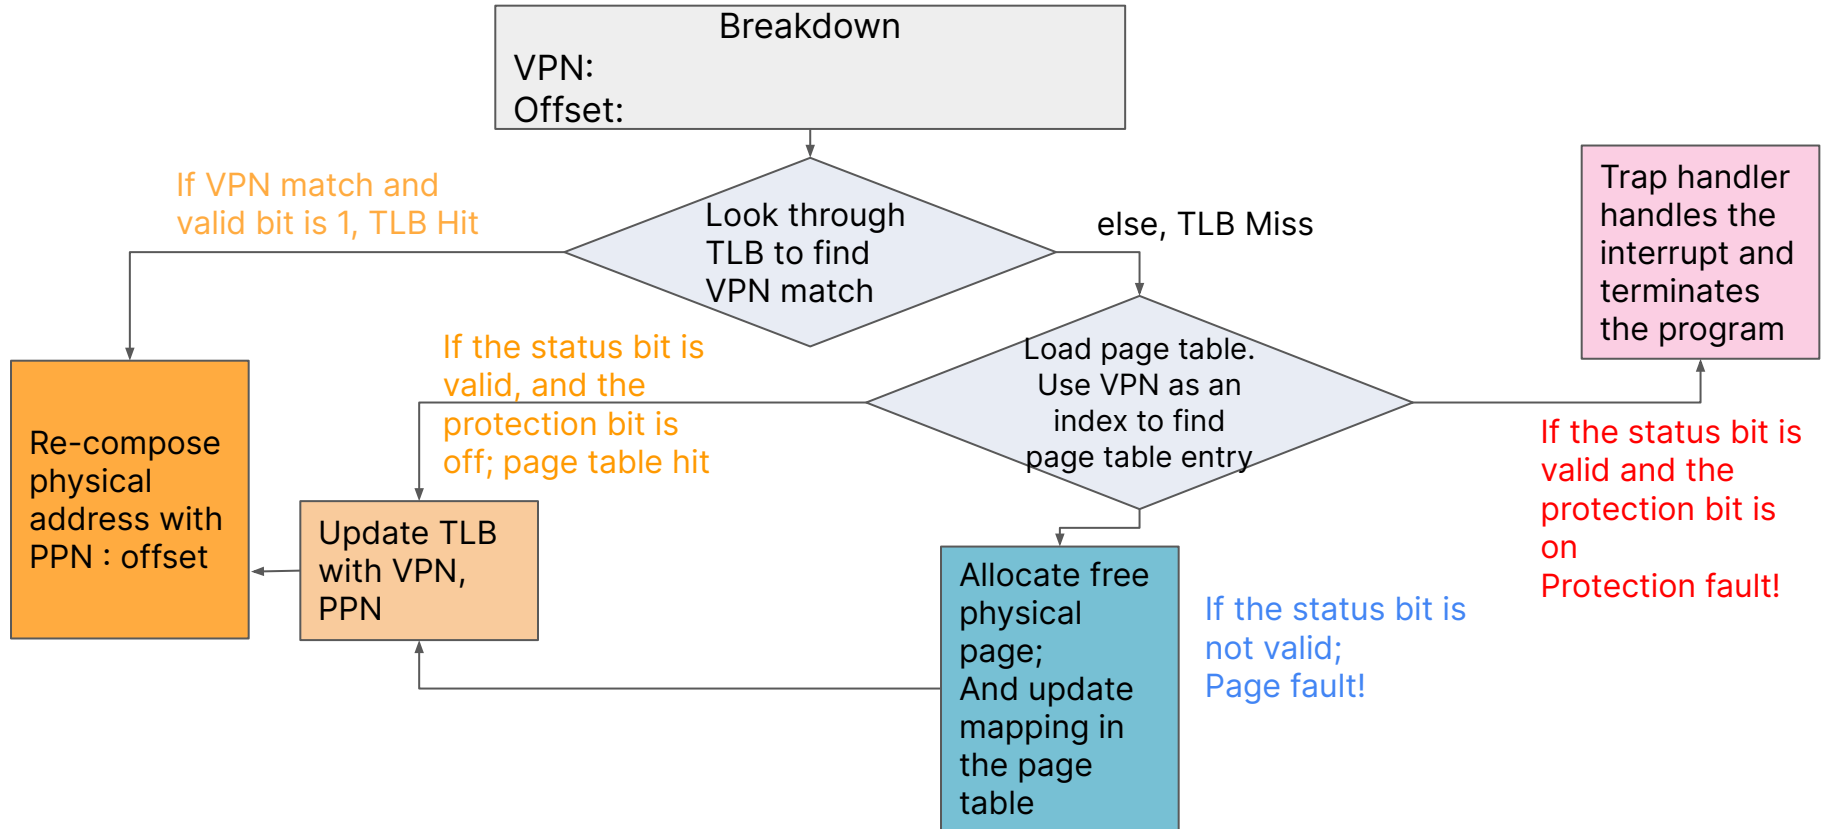 Breakdown
VPN:
Offset:
If VPN match and
valid bit is 1, TLB Hit
Look through
TLB to find
VPN match
else, TLB Miss
Trap handler
handles the
interrupt and
terminates
the program
If the status bit is
valid, and the
protection bit is
off; page table hit
Load page table.
Use VPN as an
index to find
page table entry
If the status bit is
valid and the
protection bit is
on
Protection fault!
Re-compose
physical
address with
PPN : offset
Update TLB
with VPN,
PPN
Allocate free
physical
page;
And update
mapping in
the page
table
If the status bit is
not valid;
Page fault!